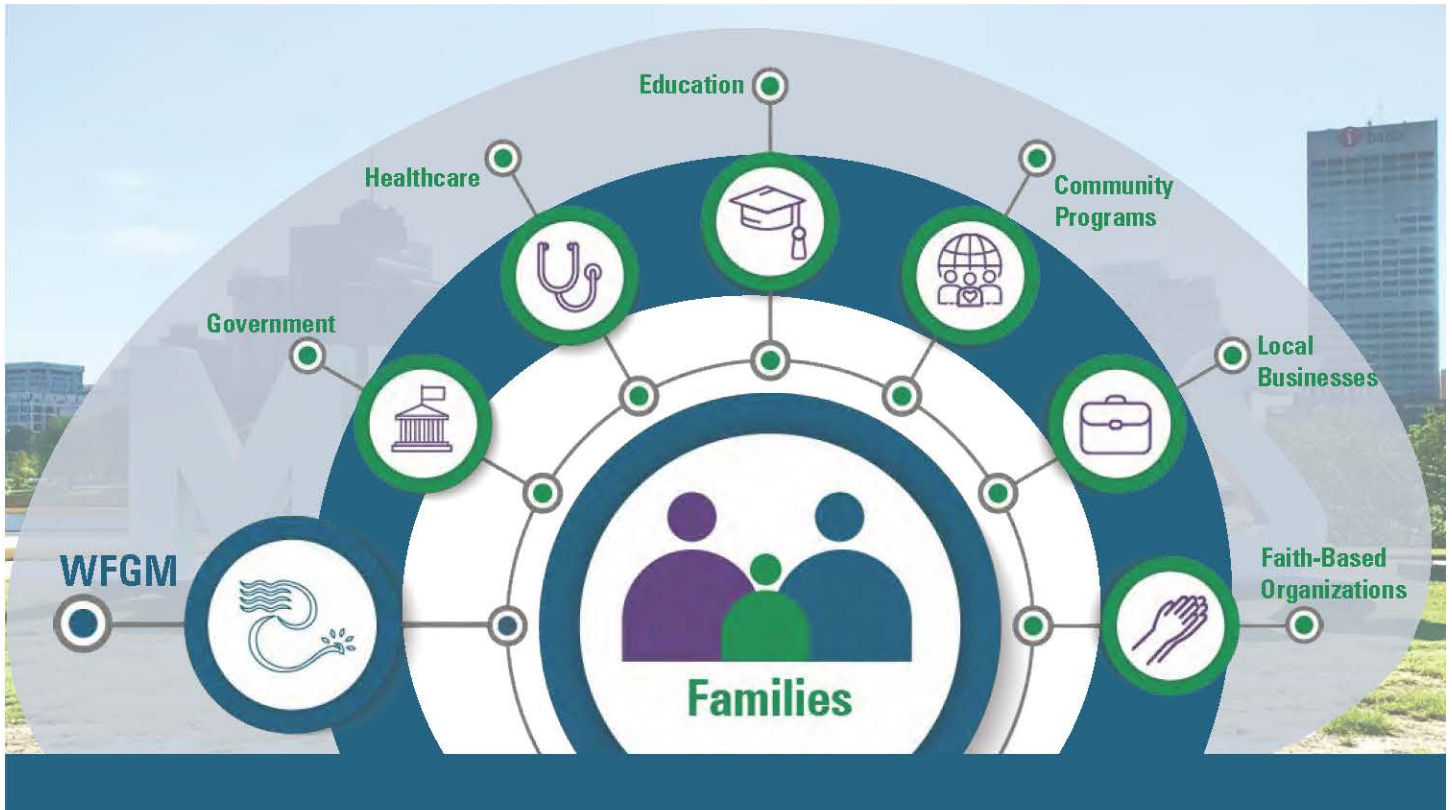 Education
Healthcare
Community
Programs
Government
Local
Businesses
WFGM
Faith-Based
Organizations
Families